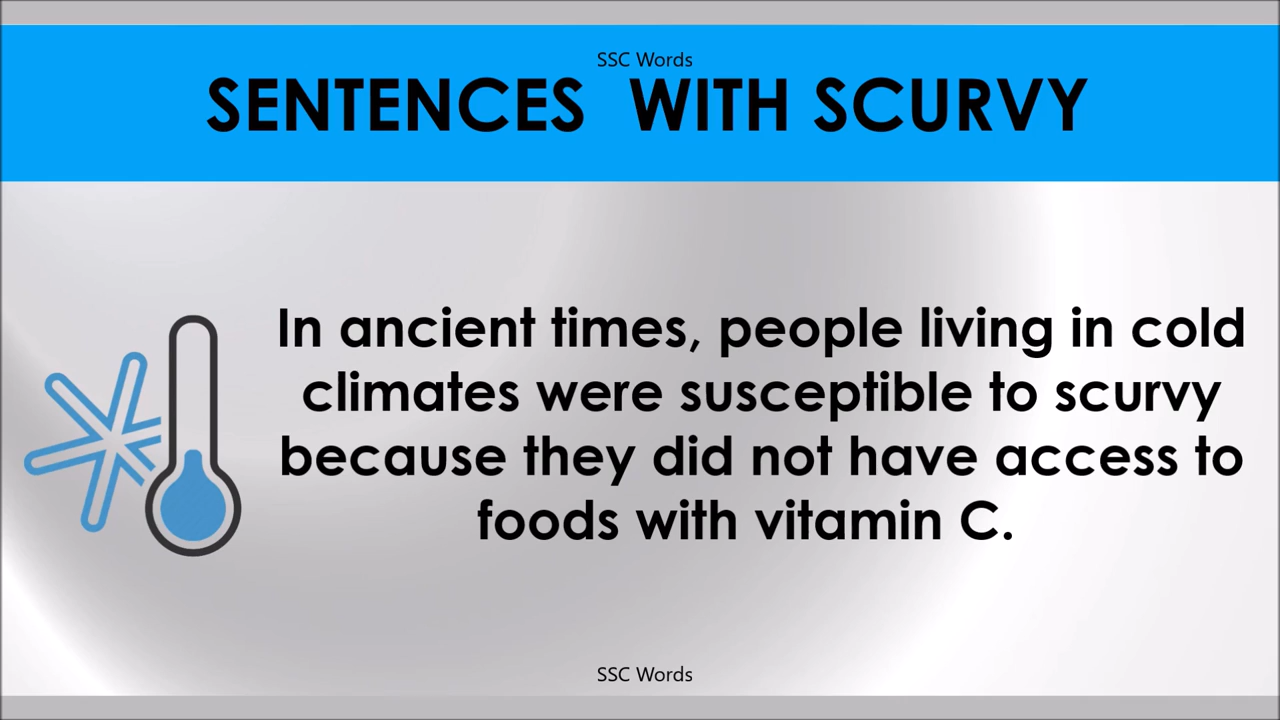 SSC Words
SENTENCES WITH SCURVY
In ancient times, people living in cold
climates were susceptible to scurvy
because they did not have access to
foods with vitamin C.
SSC Words